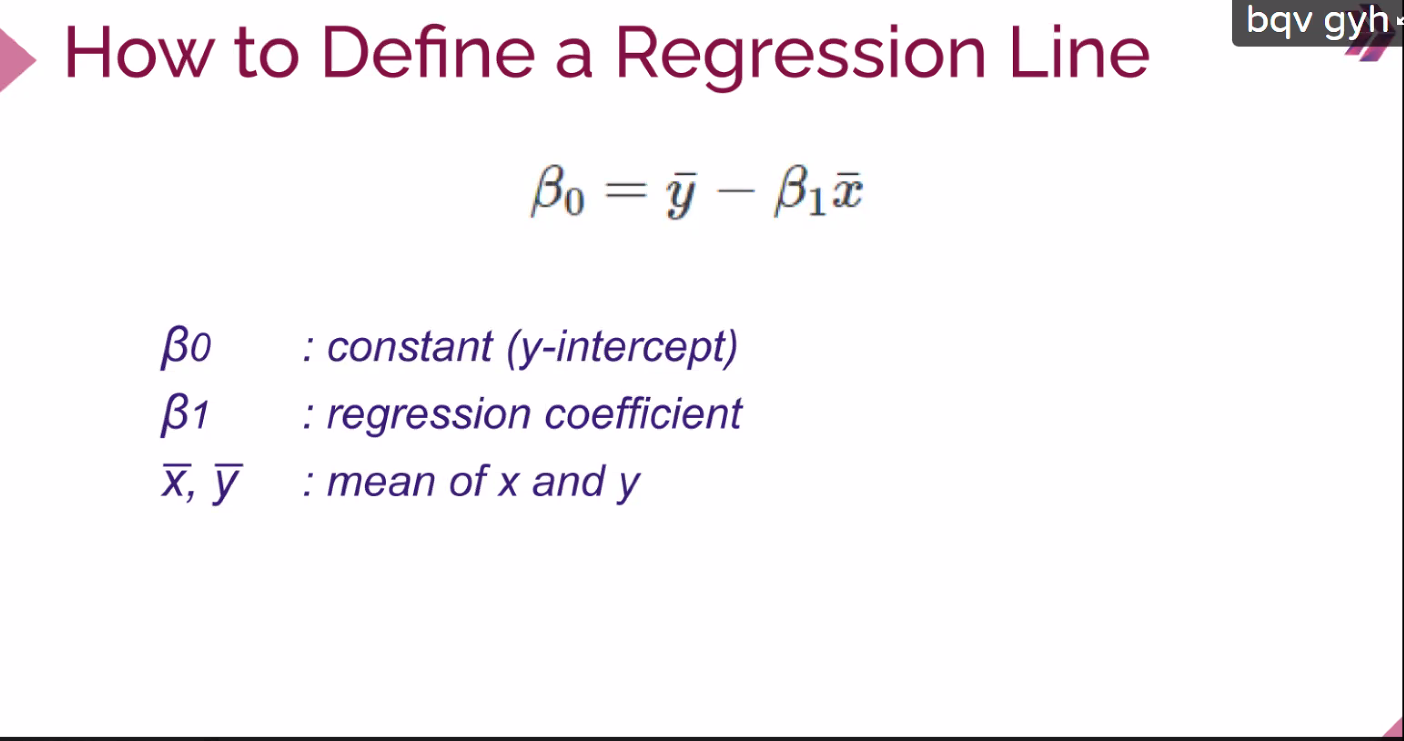 bqv gyh
How to Define a Regression Line
β₀ = ȳ − β₁x̄
β0 : constant (y-intercept)
β1 : regression coefficient
x̅, y̅ : mean of x and y